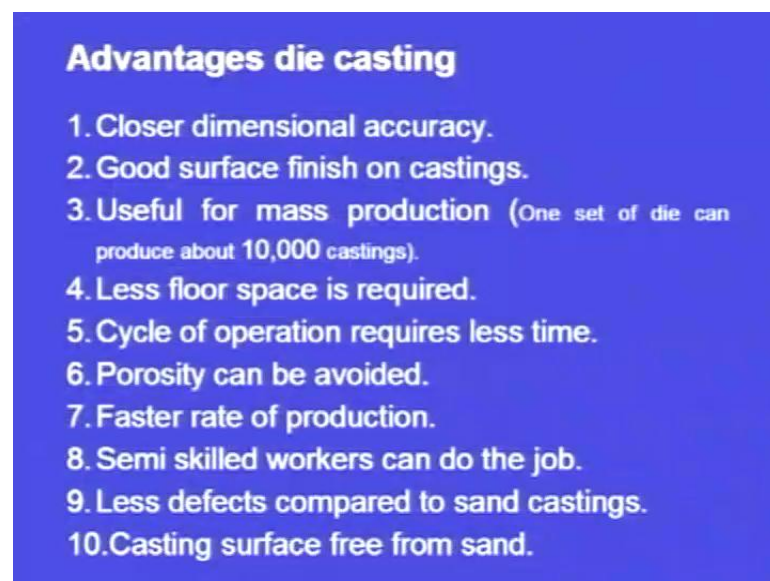 Advantages die casting
1. Closer dimensional accuracy.
2. Good surface finish on castings.
3. Useful for mass production (One set of die can
produce about 10,000 castings).
4. Less floor space is required.
5. Cycle of operation requires less time.
6. Porosity can be avoided.
7. Faster rate of production.
8. Semi skilled workers can do the job.
9. Less defects compared to sand castings.
10.Casting surface free from sand.